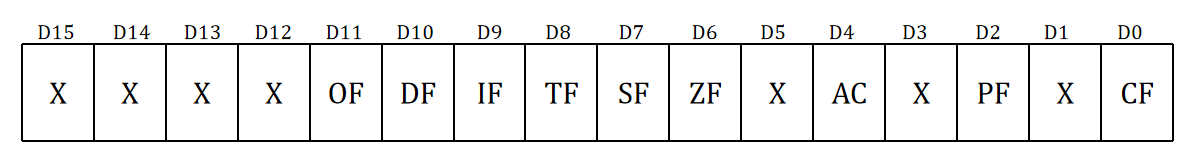 D15 D14 D13 D12 D11 D10 D9 D8 D7 D6 D5 D4 D3 D2 D1 D0
X X X X OF DF IF TF SF ZF X AC X PF X CF